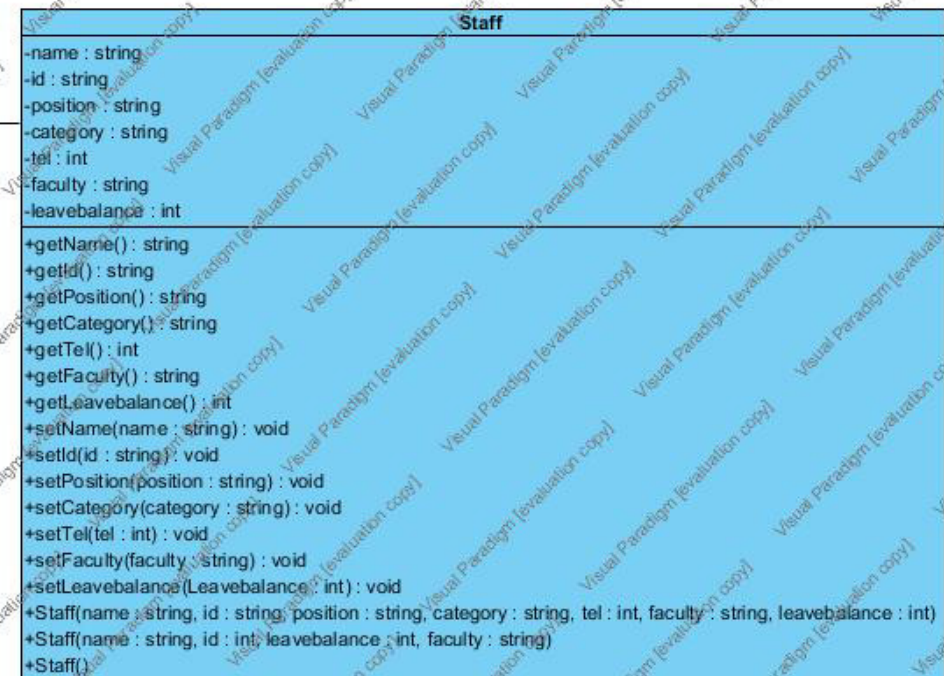 Staff
-name : string
-id : string
-position : string
-category : string
-tel : int
-faculty : string
-leavebalance : int
+getName() : string
+getId() : string
+getPosition() : string
+getCategory() : string
+getTel() : int
+getFaculty() : string
+getLeavebalance() : int
+setName(name : string) : void
+setId(id : string) : void
+setPosition(position : string) : void
+setCategory(category : string) : void
+setTel(tel : int) : void
+setFaculty(faculty : string) : void
+setLeavebalance(Leavebalance : int) : void
+Staff(name : string, id : string, position : string, category : string, tel : int, faculty : string, leavebalance : int)
+Staff(name : string, id : int, leavebalance : int, faculty : string)
+Staff()
Visual Paradigm [evaluation copy]